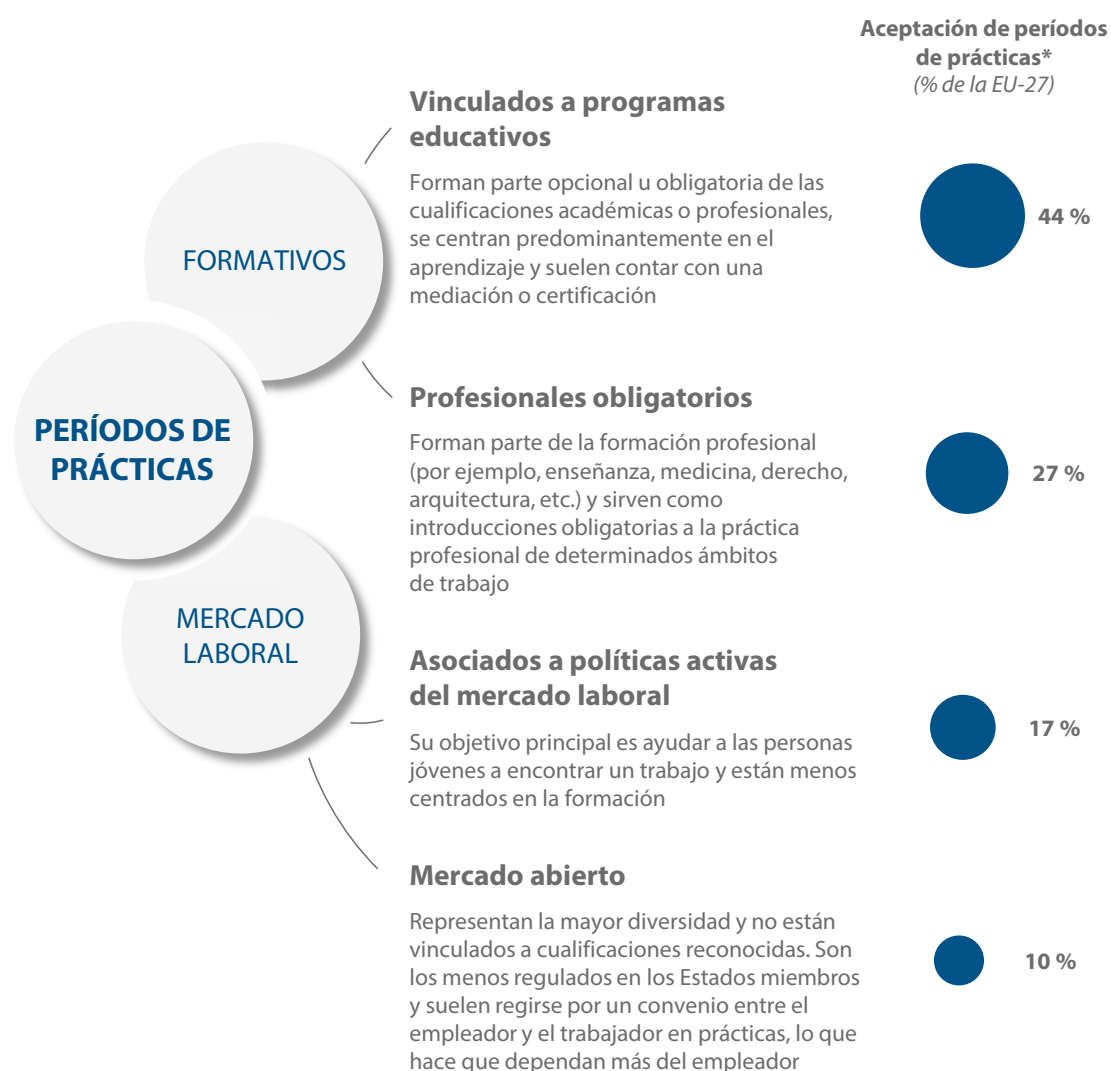 Aceptación de períodos
de prácticas*
(% de la EU-27)
Vinculados a programas
educativos
Forman parte opcional u obligatoria de las
cualificaciones académicas o profesionales,
se centran predominantemente en el
aprendizaje y suelen contar con una
mediación o certificación
44 %
FORMATIVOS
Profesionales obligatorios
Forman parte de la formación profesional
(por ejemplo, enseñanza, medicina, derecho,
arquitectura, etc.) y sirven como
introducciones obligatorias a la práctica
profesional de determinados ámbitos
de trabajo
27 %
PERÍODOS DE
PRÁCTICAS
MERCADO
LABORAL
Asociados a políticas activas
del mercado laboral
Su objetivo principal es ayudar a las personas
jóvenes a encontrar un trabajo y están menos
centrados en la formación
17 %
Mercado abierto
Representan la mayor diversidad y no están
vinculados a cualificaciones reconocidas. Son
los menos regulados en los Estados miembros
y suelen regirse por un convenio entre el
empleador y el trabajador en prácticas, lo que
hace que dependan más del empleador
10 %